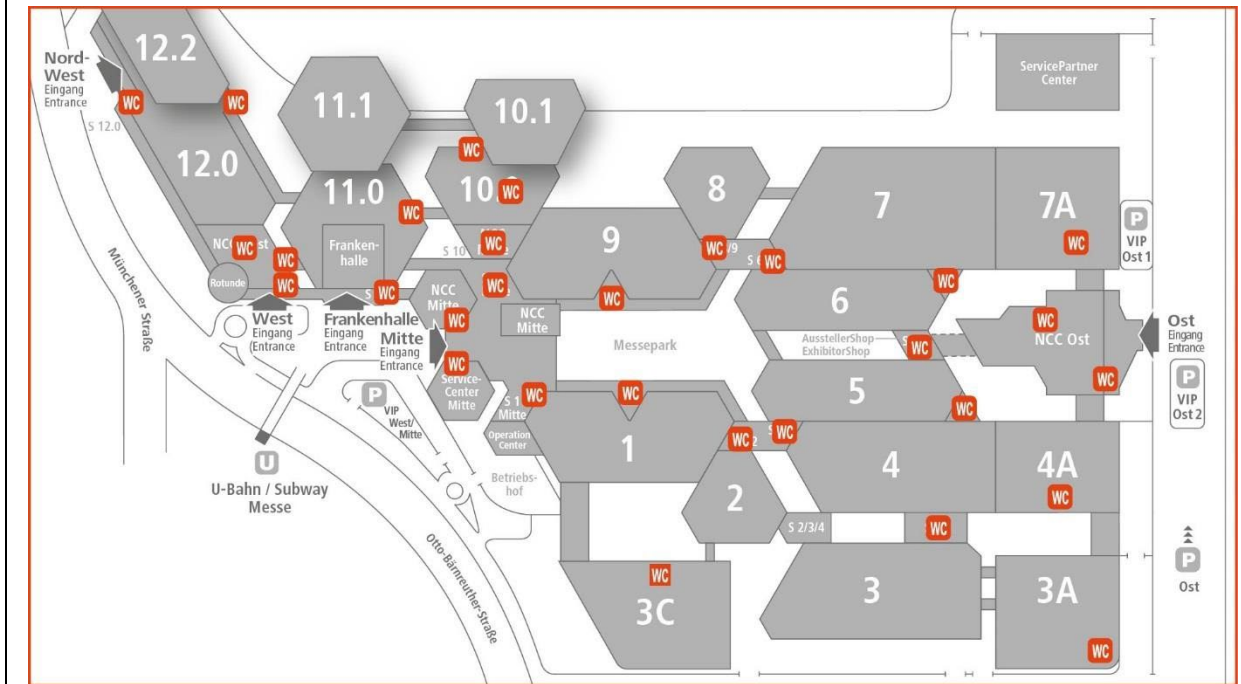 12.2
Nord-
West
Eingang
Entrance
WC
WC
S 12.0
12.0
11.1
10.1
WC
11.0
WC
WC
WC
NCC
WC
WC
Rotunde
WC
Franken-
halle
WC
S 10
WC
WC
9
8
WC
/9
WC
7
7A
WC
P
VIP
Ost 1
ServicePartner
Center
WC
6
WC
West
Eingang
Entrance
Frankenhalle
Eingang
Entrance
Mitte
Eingang
Entrance
NCC
Mitte
WC
NCC
Mitte
Messepark
AusstellerShop
ExhibitorShop
WC
WC
NCC Ost
WC
Ost
Eingang
Entrance
P
VIP
Ost 2
WC
Service-
Center
Mitte
P
VIP
West/
Mitte
WC
S 1
Mitte
Operation
Center
WC
1
WC
WC
5
WC
4
4A
WC
2
S 2/3/4
WC
Betriebs-
hof
U
U-Bahn / Subway
Messe
Münchener Straße
Otto-Bärnreuther-Straße
WC
3C
3
3A
WC
P
Ost